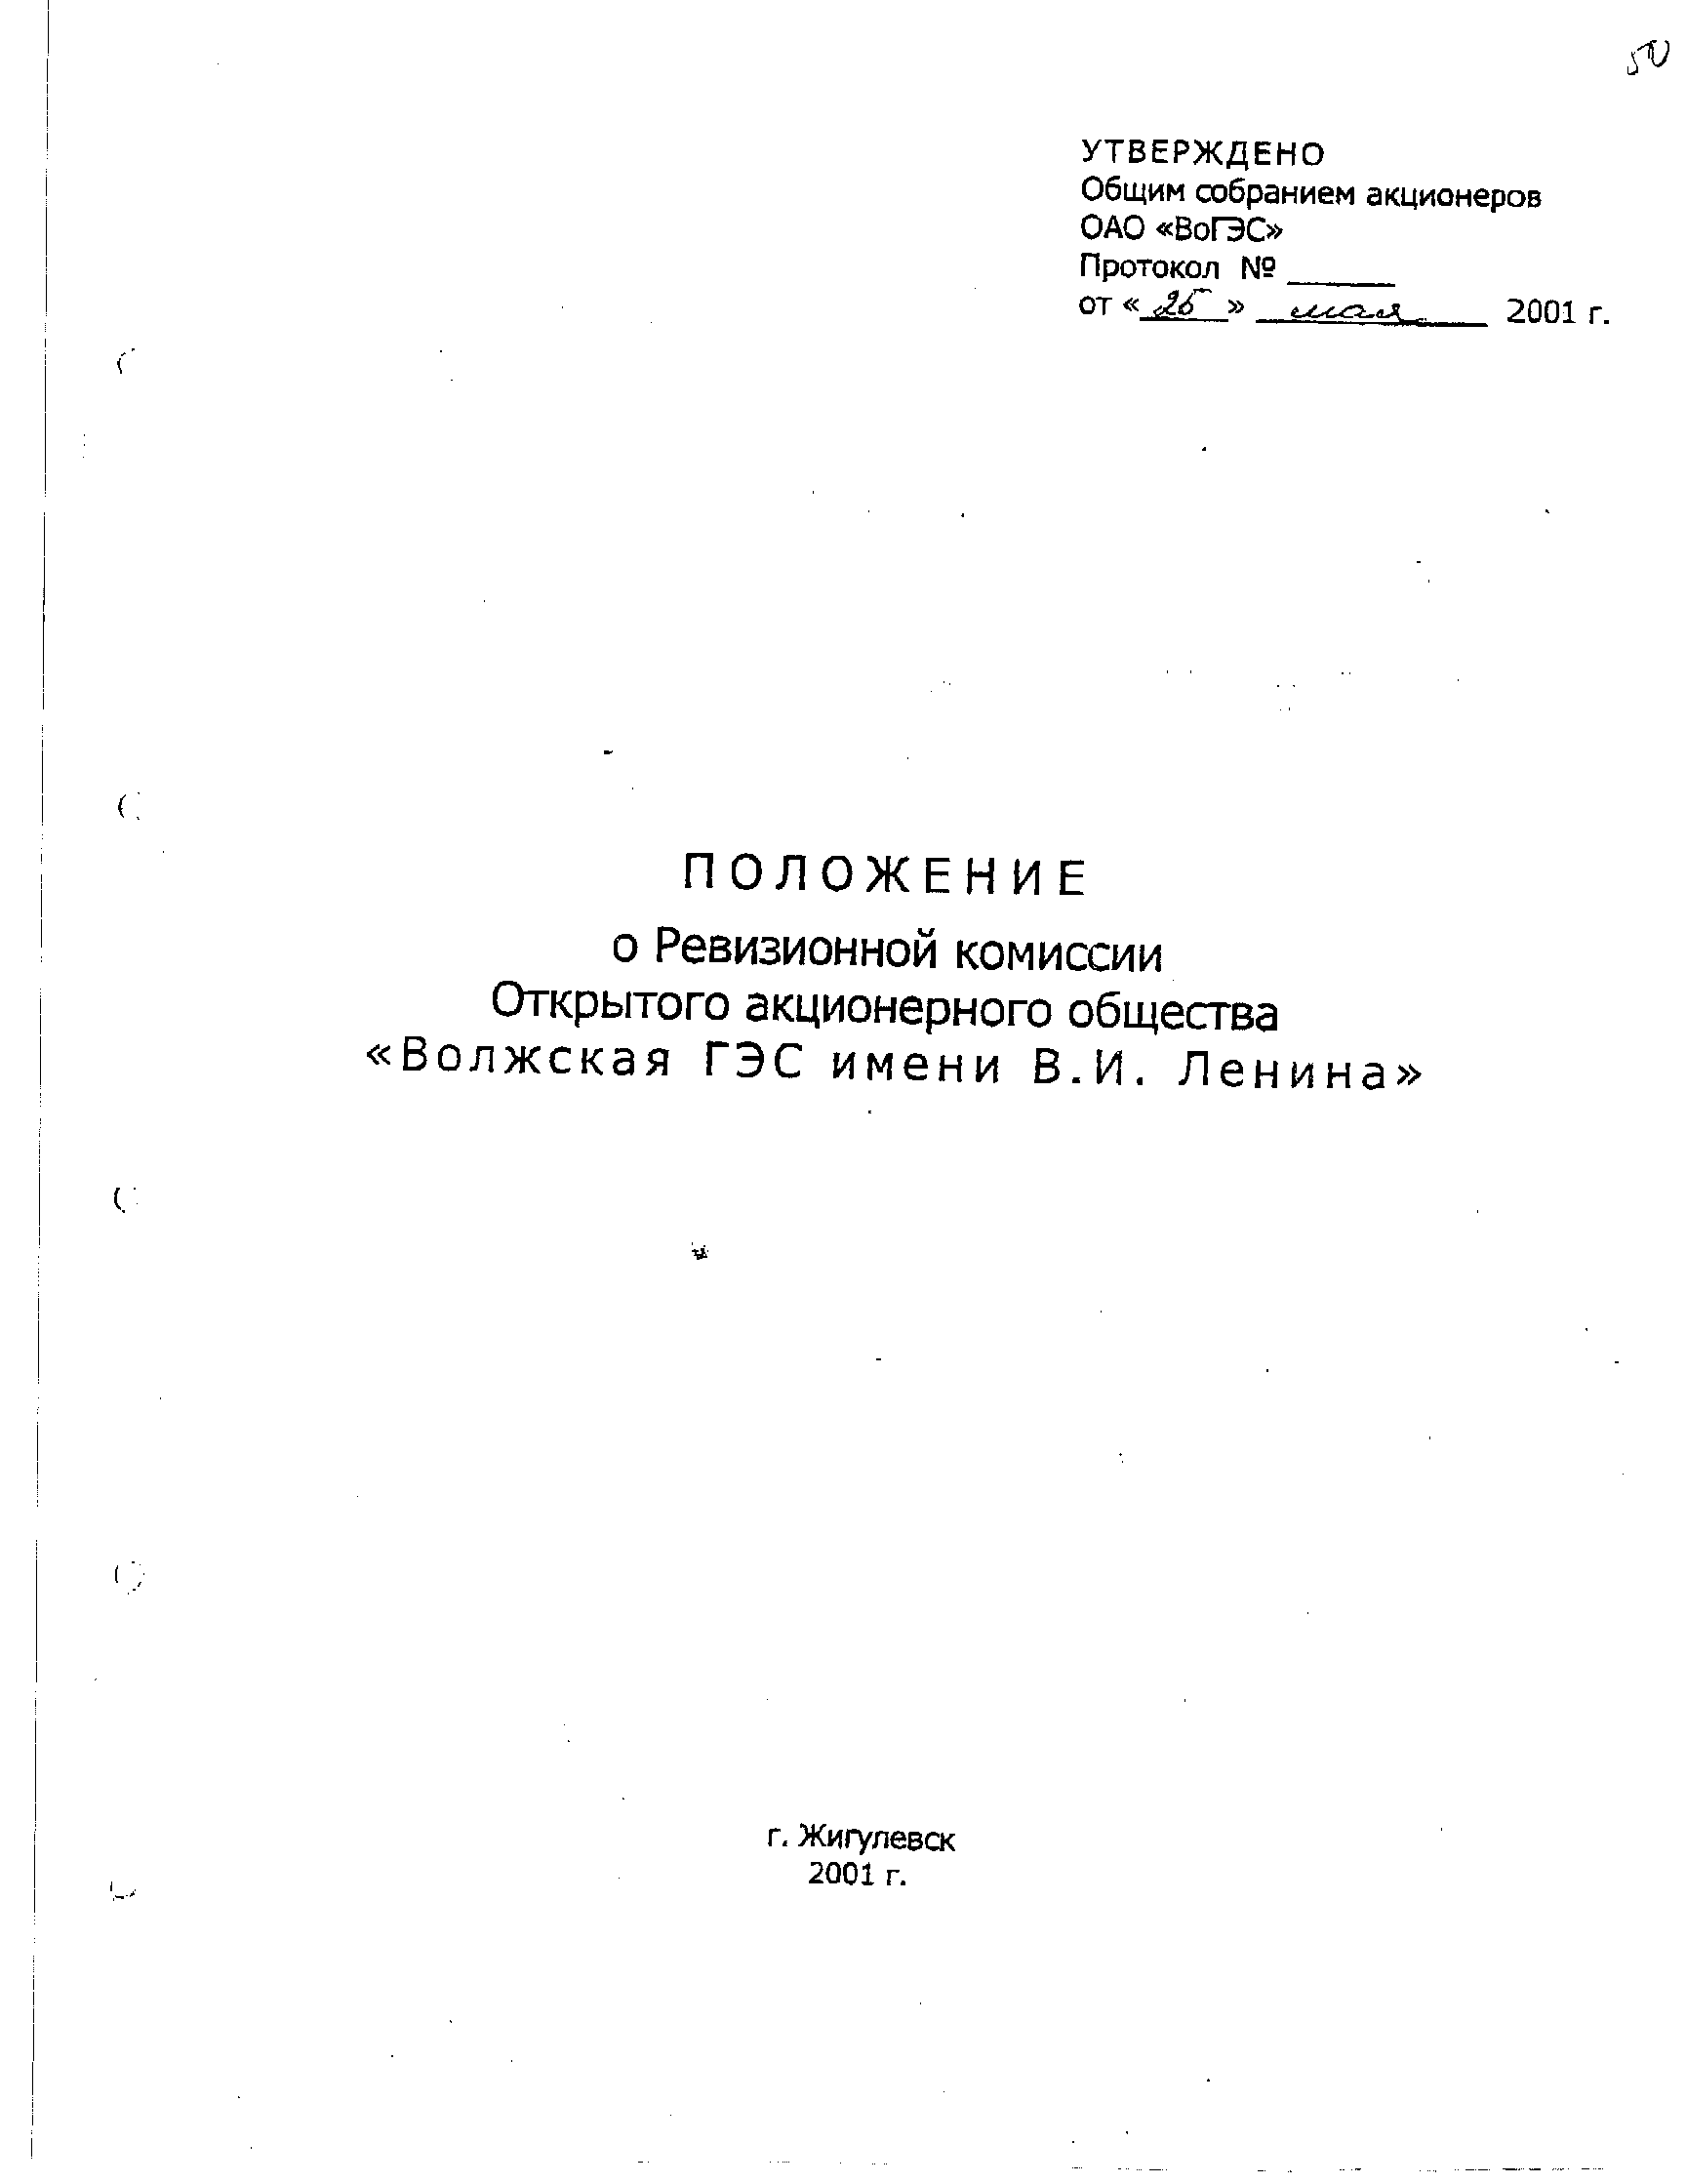 УТВЕРЖДЕНО
Общим собранием акционеров
ОАО «ВоГЭС»
Протокол № ______
от « 25 » мая 2001 г.
ПОЛОЖЕНИЕ
о Ревизионной комиссии
Открытого акционерного общества
«Волжская ГЭС имени В.И. Ленина»
г. Жигулевск
2001 г.